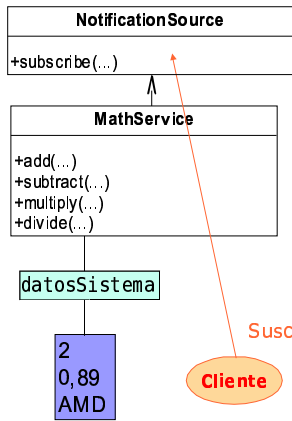 NotificationSource
+subscribe(...)
MathService
+add(...)
+subtract(...)
+multiply(...)
+divide(...)
datosSistema
2
0,89
AMD
Susc
Cliente